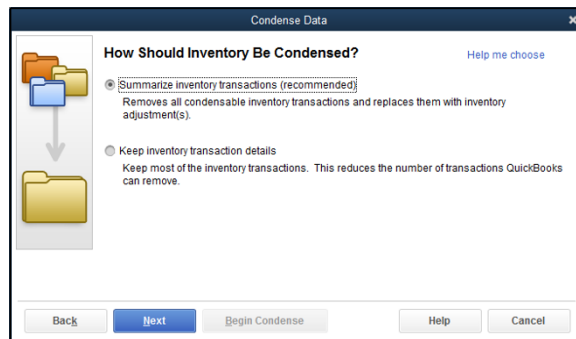 Condense Data
How Should Inventory Be Condensed?
Help me choose
Summarize inventory transactions (recommended)
Removes all condensable inventory transactions and replaces them with inventory
adjustment(s).
Keep inventory transaction details
Keep most of the inventory transactions. This reduces the number of transactions QuickBooks
can remove.
Back
Next
Begin Condense
Help
Cancel